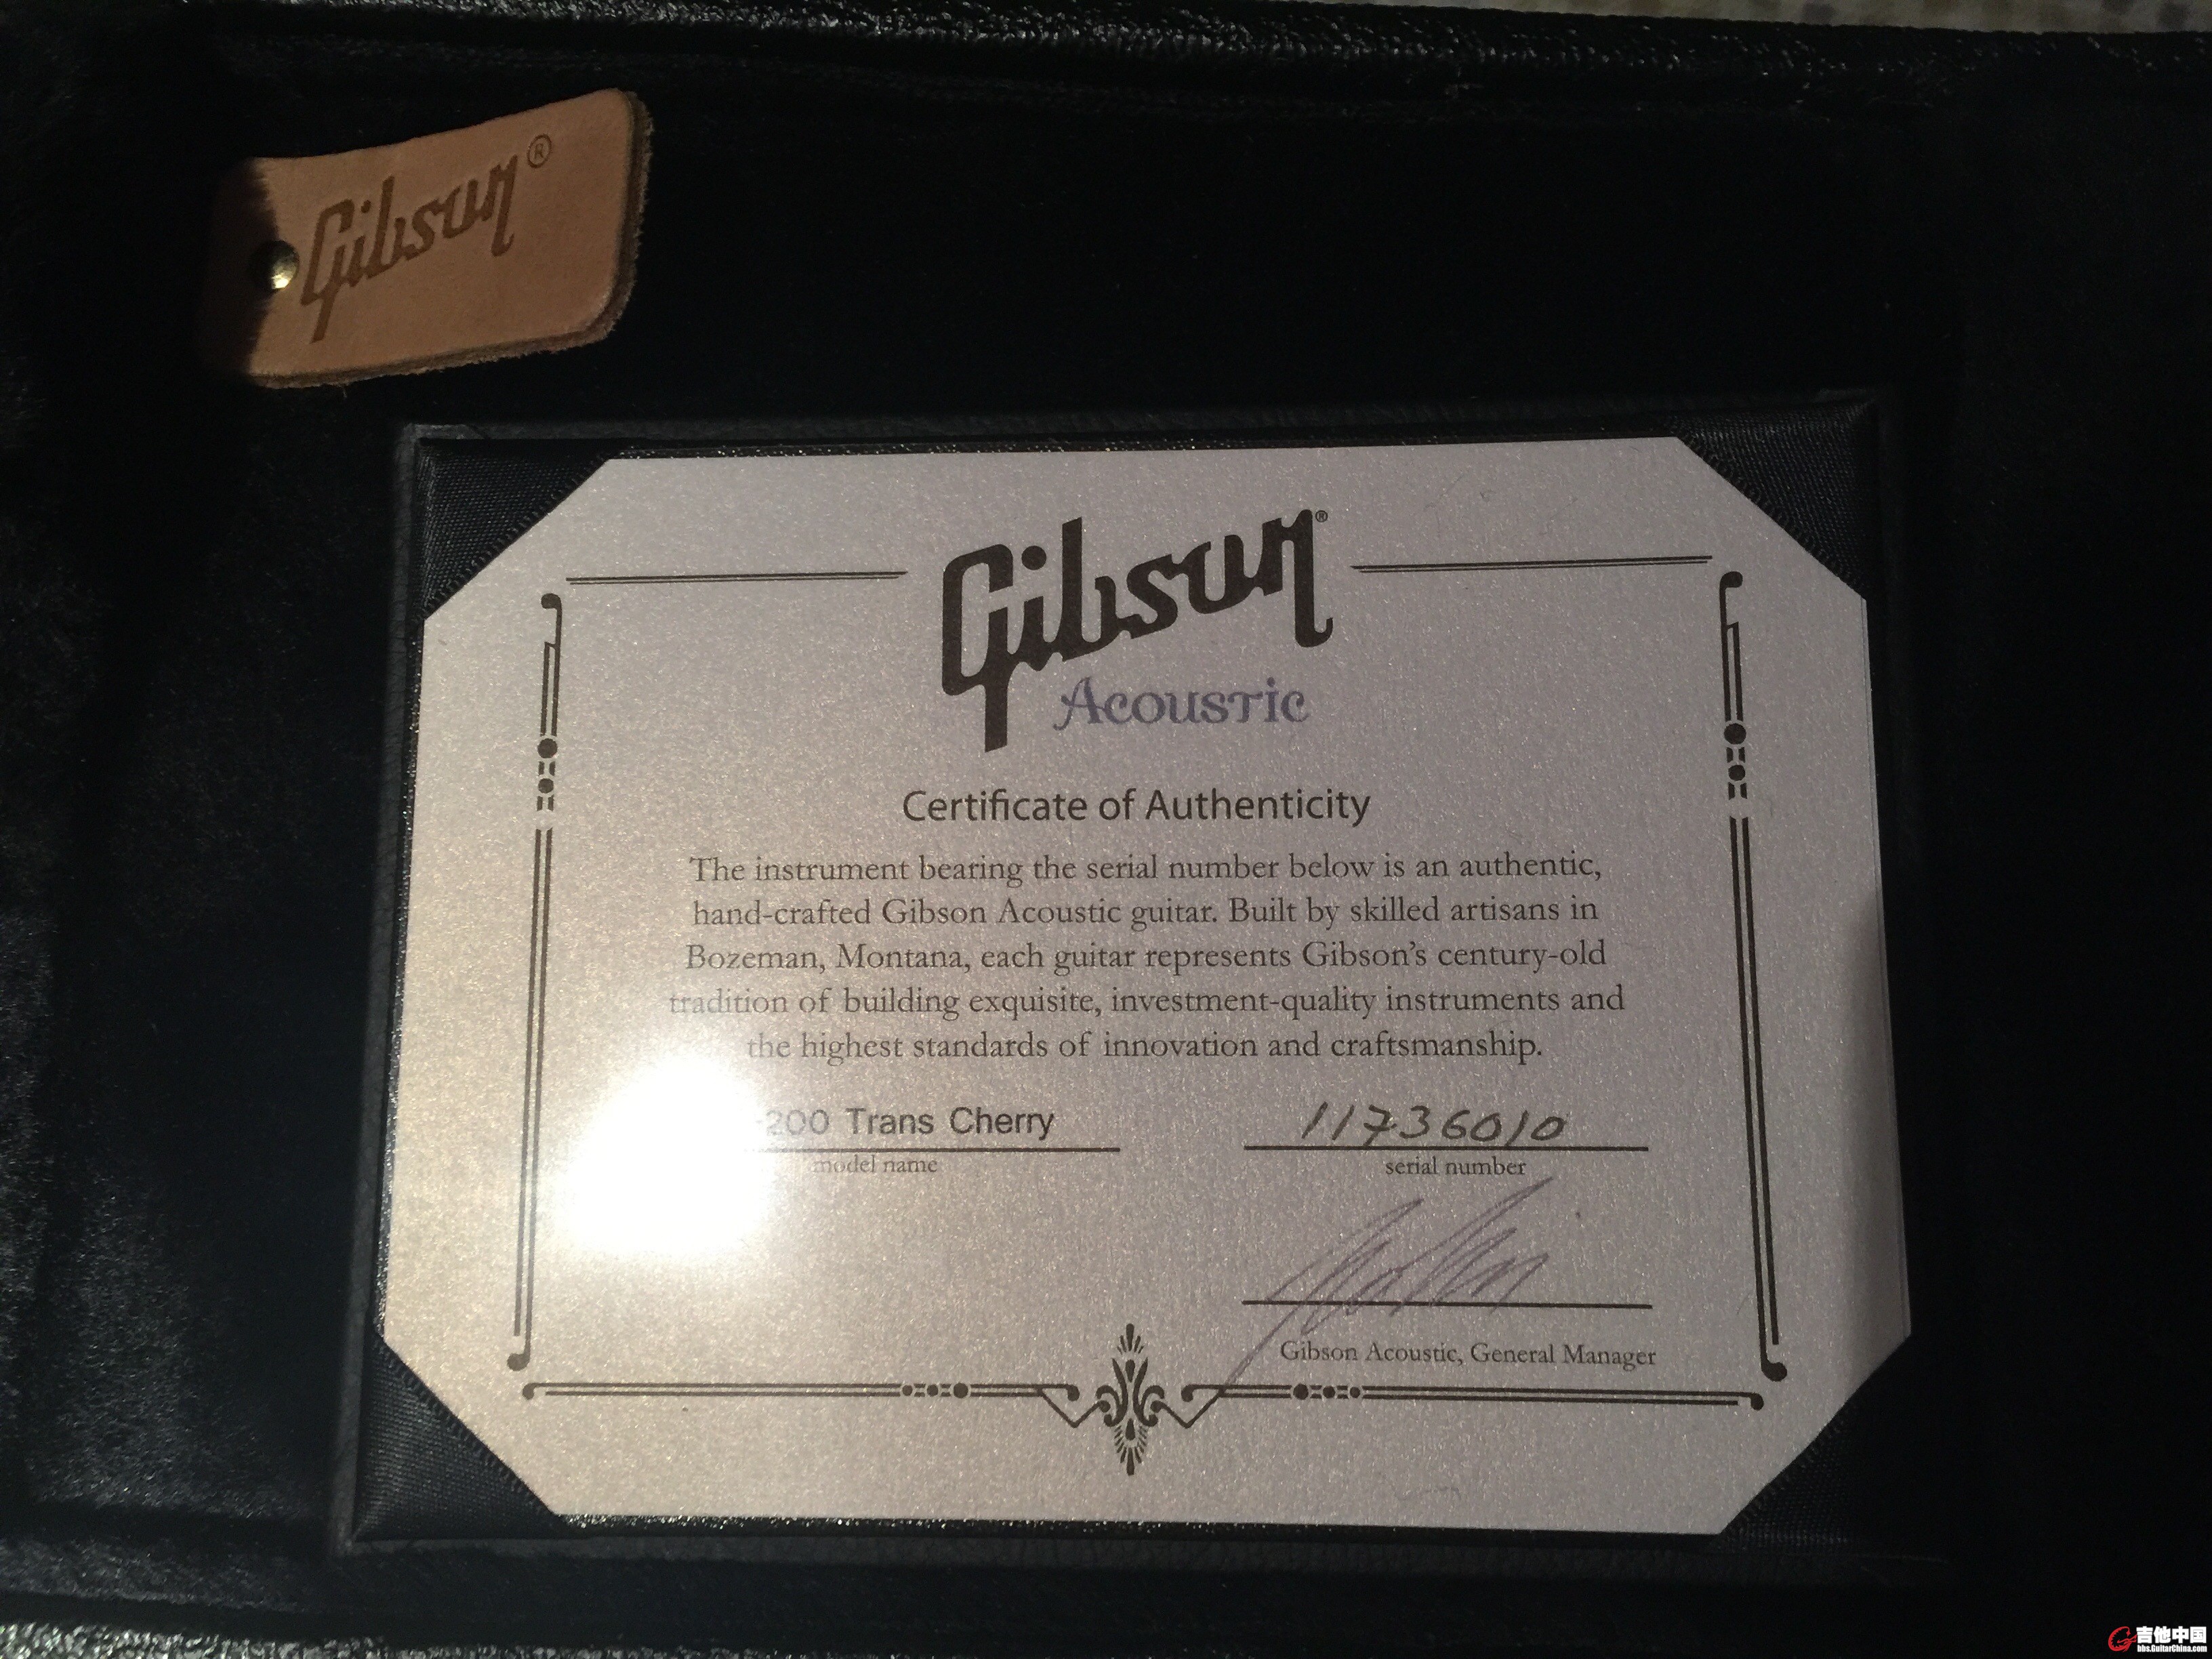 Gibson®
Gibson®
Acoustic
Certificate of Authenticity
The instrument bearing the serial number below is an authentic,
hand-crafted Gibson Acoustic guitar. Built by skilled artisans in
Bozeman, Montana, each guitar represents Gibson's century-old
tradition of building exquisite, investment-quality instruments and
the highest standards of innovation and craftsmanship.
-200 Trans Cherry 11736010
model name serial number
Gibson Acoustic, General Manager
吉他中国
bbs.GuitarChina.com